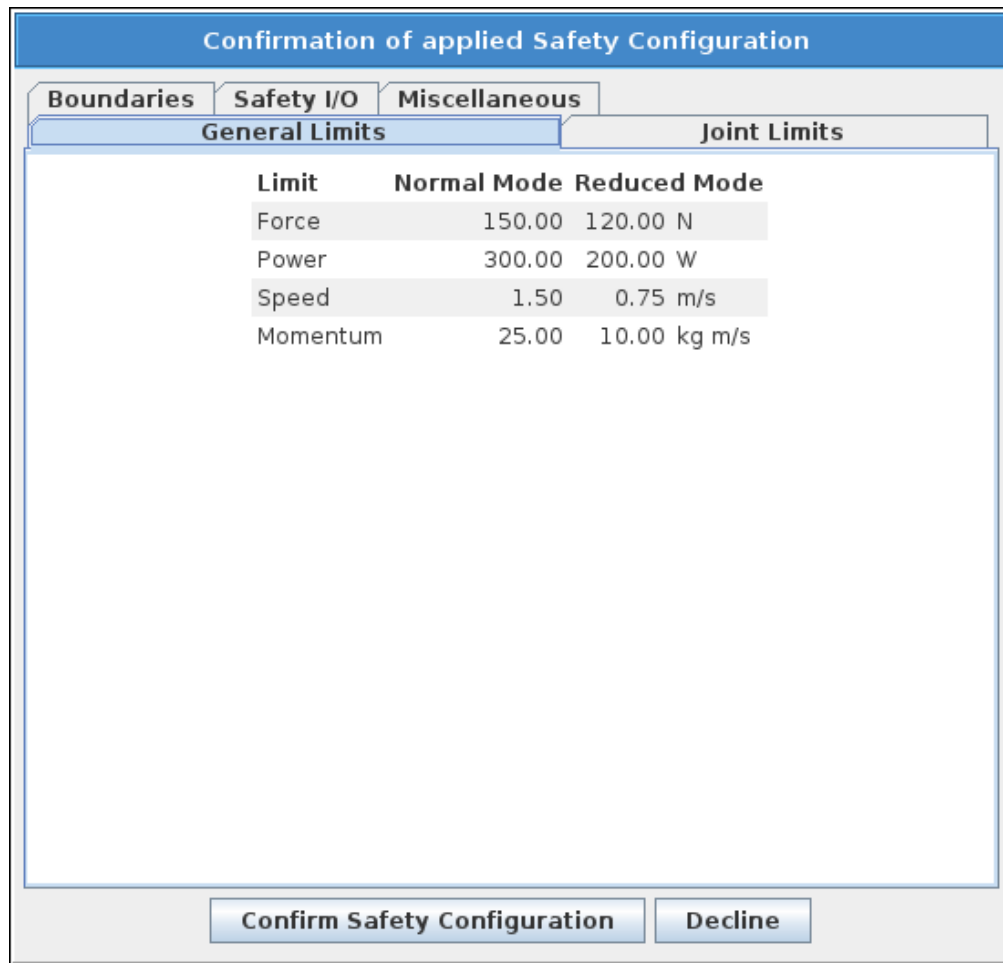 Confirmation of applied Safety Configuration
Boundaries Safety I/O Miscellaneous
General Limits Joint Limits
Limit Normal Mode Reduced Mode
Force 150.00 120.00 N
Power 300.00 200.00 W
Speed 1.50 0.75 m/s
Momentum 25.00 10.00 kg m/s
Confirm Safety Configuration Decline